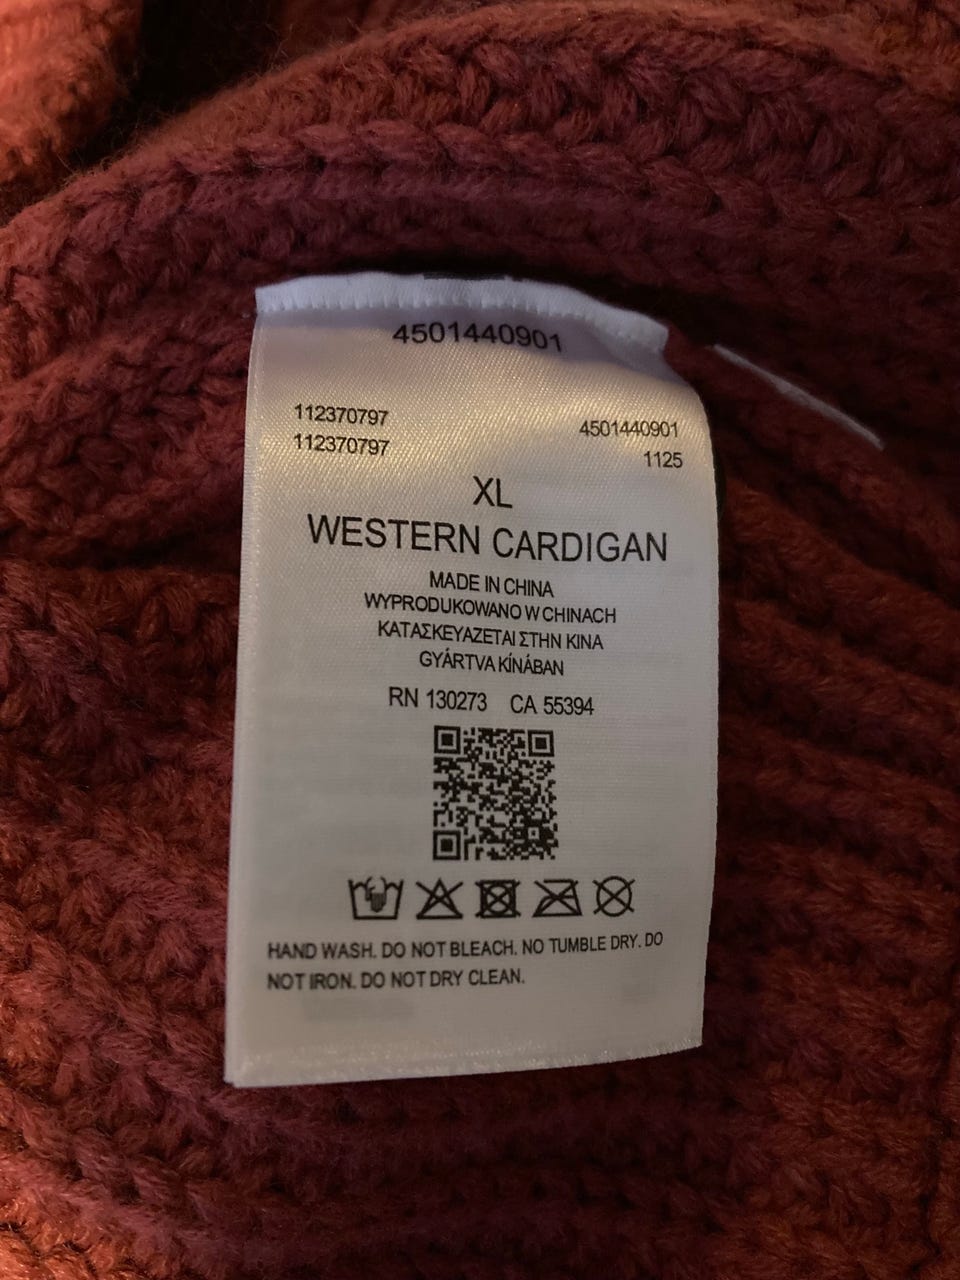 4501440901
112370797
112370797
4501440901
1125
XL
WESTERN CARDIGAN
MADE IN CHINA
WYPRODUKOWANO W CHINACH
ΚΑΤΑΣΚΕΥΑΖΕΤΑΙ ΣΤΗΝ ΚΙΝΑ
GYÁRTVA KÍNÁBAN
RN 130273 CA 55394
HAND WASH. DO NOT BLEACH. NO TUMBLE DRY. DO
NOT IRON. DO NOT DRY CLEAN.